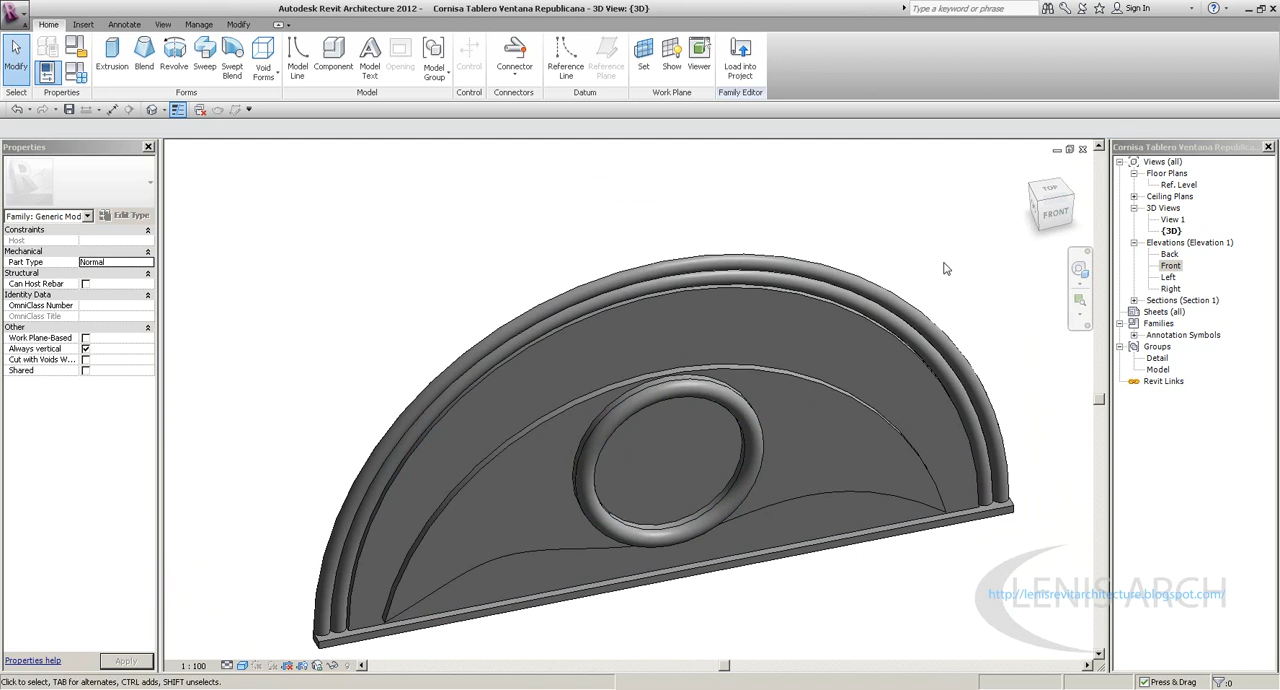 Autodesk Revit Architecture 2012 - Cornisa Tablero Ventana Republicana - 3D View: {3D}
Type a keyword or phrase
Sign In
Home Insert Annotate View Manage Modify
Modify
Extrusion Blend Revolve Sweep Swept Blend Void Forms
Model Line Component Model Text Opening Model Group
Control Connector
Reference Line Reference Plane
Set Show Viewer
Load into Project
Select Properties Forms Model Control Connectors Datum Work Plane Family Editor
Properties
Family: Generic Mod
Edit Type
Constraints
Host
Mechanical
Part Type Normal
Structural
Can Host Rebar
Identity Data
OmniClass Number
OmniClass Title
Other
Work Plane-Based
Always vertical
Cut with Voids W...
Shared
Properties help
Apply
TOP
FRONT
Cornisa Tablero Ventana Republica...
Views (all)
Floor Plans
Ref. Level
Ceiling Plans
3D Views
View 1
{3D}
Elevations (Elevation 1)
Back
Front
Left
Right
Sections (Section 1)
Sheets (all)
Families
Annotation Symbols
Groups
Detail
Model
Revit Links
LENIS ARCH
http://lenisrevitarchitecture.blogspot.com/
1 : 100
Click to select, TAB for alternates, CTRL adds, SHIFT unselects.
Press & Drag
:0